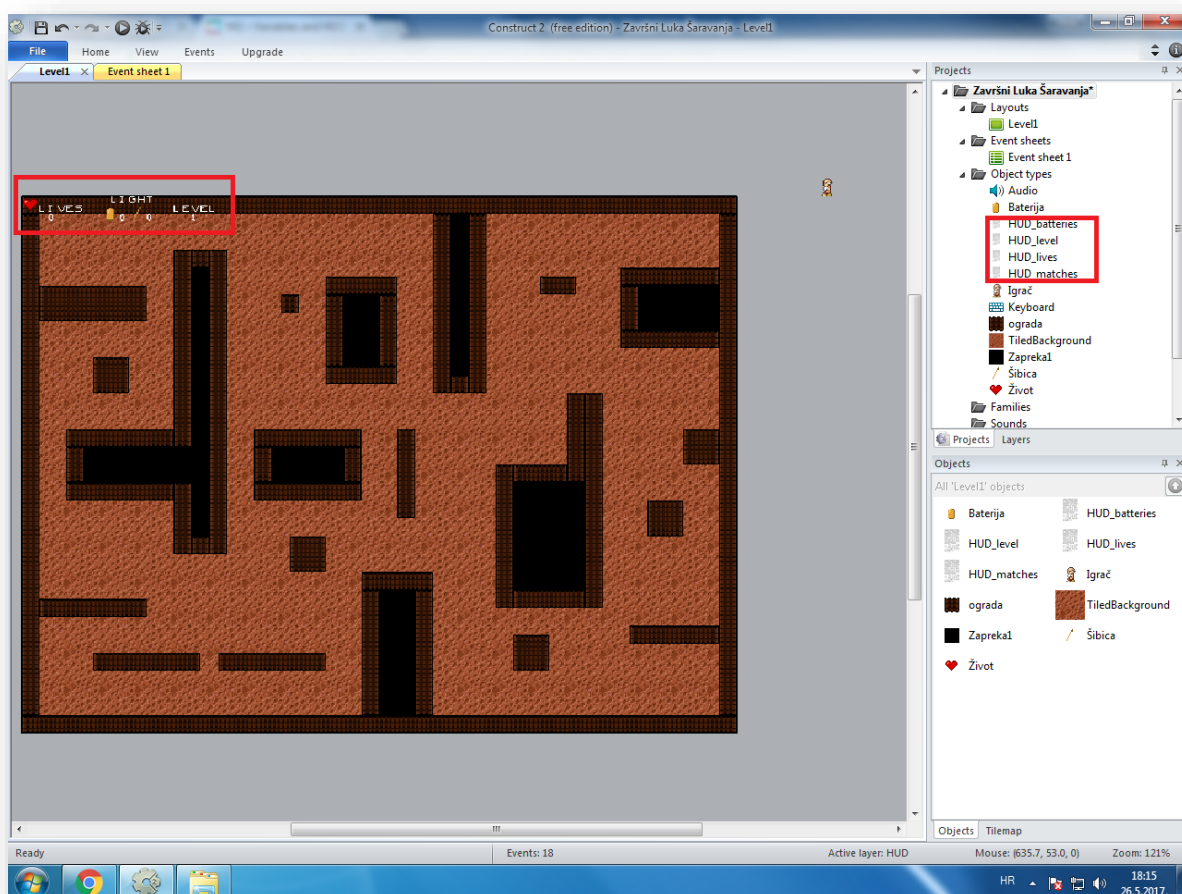 Construct 2 (free edition) - Završni Luka Šaravanja - Level1
File Home View Events Upgrade
Level1 Event sheet 1
LIVES LIGHT LEVEL
0 0 / 0 1
Projects
Završni Luka Šaravanja*
Layouts
Level1
Event sheets
Event sheet 1
Object types
Audio
Baterija
HUD_batteries
HUD_level
HUD_lives
HUD_matches
Igrač
Keyboard
ograda
TiledBackground
Zapreka1
Šibica
Život
Families
Sounds
Projects Layers
Objects
All 'Level1' objects
Baterija HUD_batteries
HUD_level HUD_lives
HUD_matches Igrač
ograda TiledBackground
Zapreka1 Šibica
Život
Objects Tilemap
Ready Events: 18 Active layer: HUD Mouse: (635.7, 53.0, 0) Zoom: 121%
HR 18:15
26.5.2017.